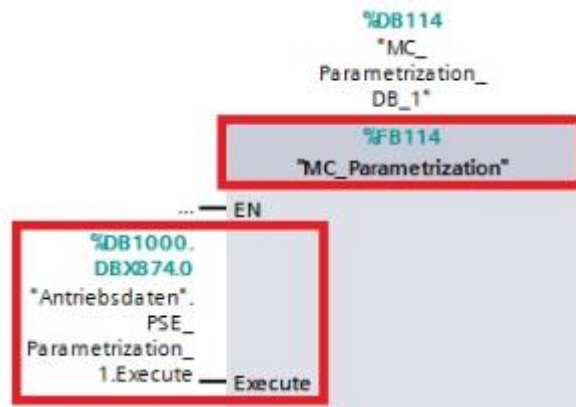 %DB114
"MC_
Parametrization_
DB_1"
%FB114
"MC_Parametrization"
... EN
%DB1000.
DBX874.0
"Antriebsdaten".
PSE_
Parametrization_
1.Execute Execute